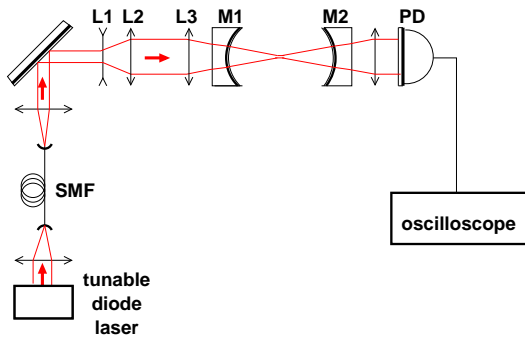 L1 L2 L3 M1 M2 PD
SMF
oscilloscope
tunable
diode
laser